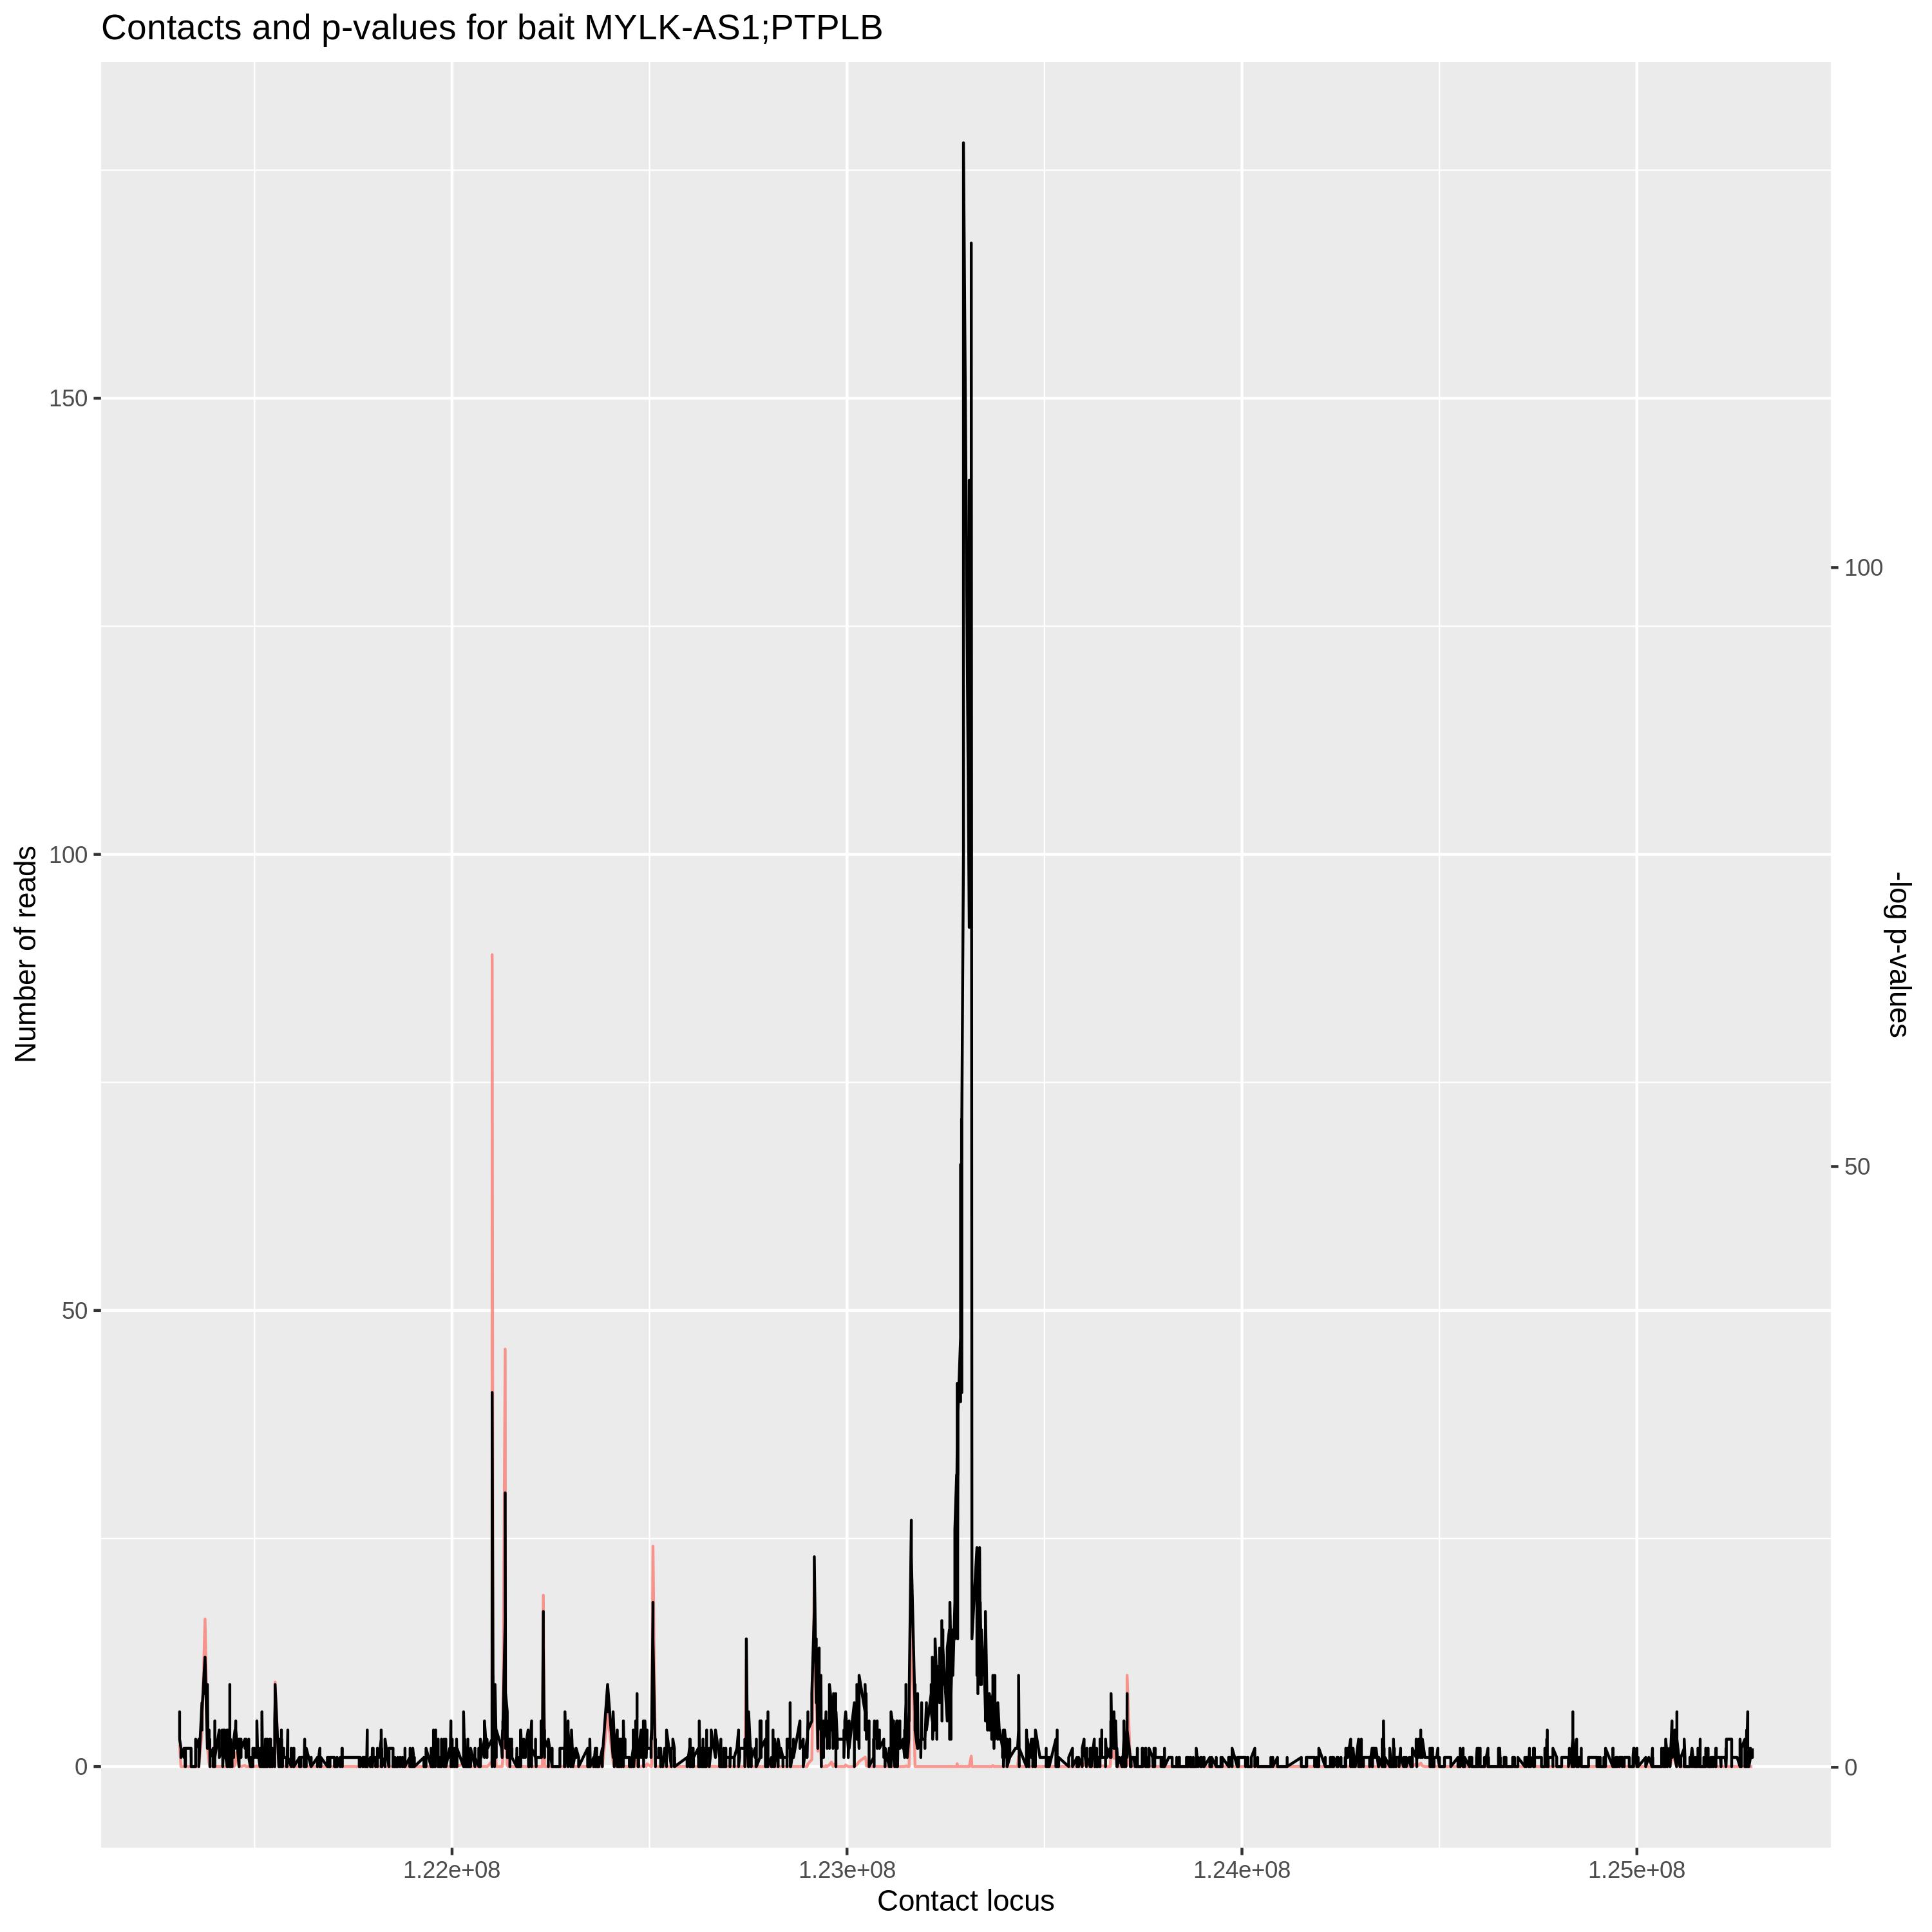 Contacts and p-values for bait MYLK-AS1;PTPLB
150
100
50
0
Number of reads
100
50
0
-log p-values
1.22e+08
1.23e+08
1.24e+08
1.25e+08
Contact locus